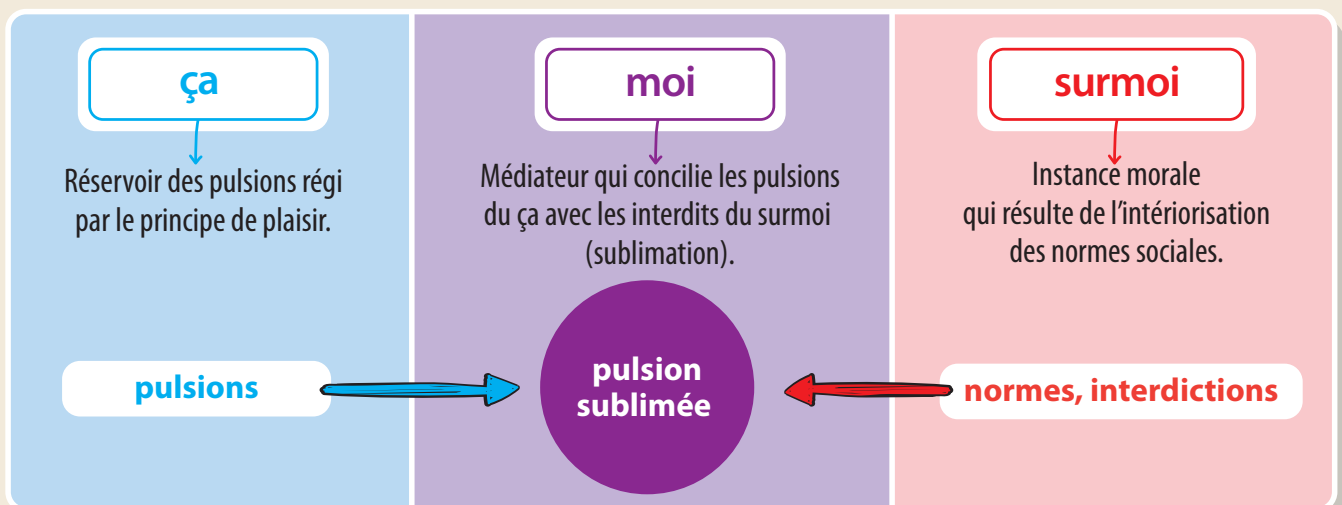 ça
Réservoir des pulsions régi
par le principe de plaisir.
pulsions
moi
Médiateur qui concilie les pulsions
du ça avec les interdits du surmoi
(sublimation).
pulsion
sublimée
surmoi
Instance morale
qui résulte de l'intériorisation
des normes sociales.
normes, interdictions